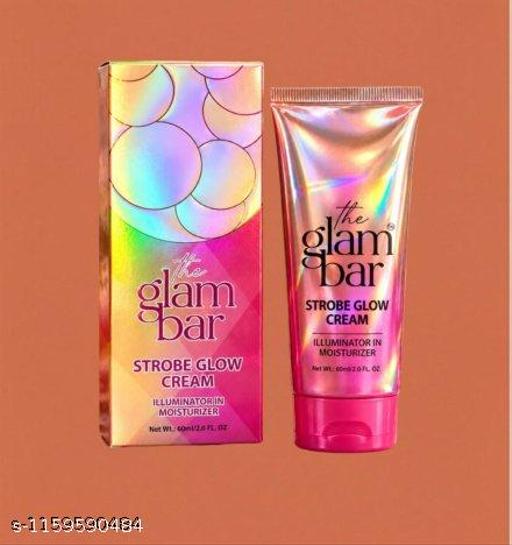 the
glam
bar
STROBE GLOW
CREAM
ILLUMINATOR IN
MOISTURIZER
Net Wt.: 60ml/2.0 FL. OZ
the
glam
bar
STROBE GLOW
CREAM
ILLUMINATOR IN
MOISTURIZER
Net Wt.: 60ml/2.0 FL. OZ
s-1159590484